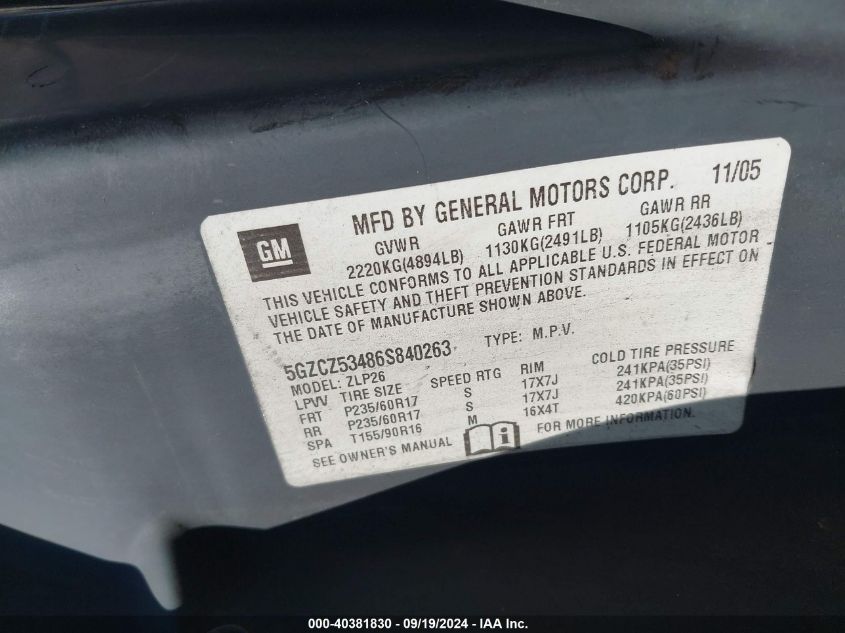 MFD BY GENERAL MOTORS CORP. 11/05
GM
GVWR GAWR FRT GAWR RR
2220KG(4894LB) 1130KG(2491LB) 1105KG(2436LB)
THIS VEHICLE CONFORMS TO ALL APPLICABLE U.S. FEDERAL MOTOR
VEHICLE SAFETY AND THEFT PREVENTION STANDARDS IN EFFECT ON
THE DATE OF MANUFACTURE SHOWN ABOVE.
5GZCZ53486S840263 TYPE: M.P.V.
MODEL: ZLP26
LPVV TIRE SIZE SPEED RTG RIM COLD TIRE PRESSURE
FRT P235/60R17 S 17X7J 241KPA(35PSI)
RR P235/60R17 S 17X7J 241KPA(35PSI)
SPA T155/90R16 M 16X4T 420KPA(60PSI)
SEE OWNER'S MANUAL FOR MORE INFORMATION.
000-40381830 - 09/19/2024 - IAA Inc.